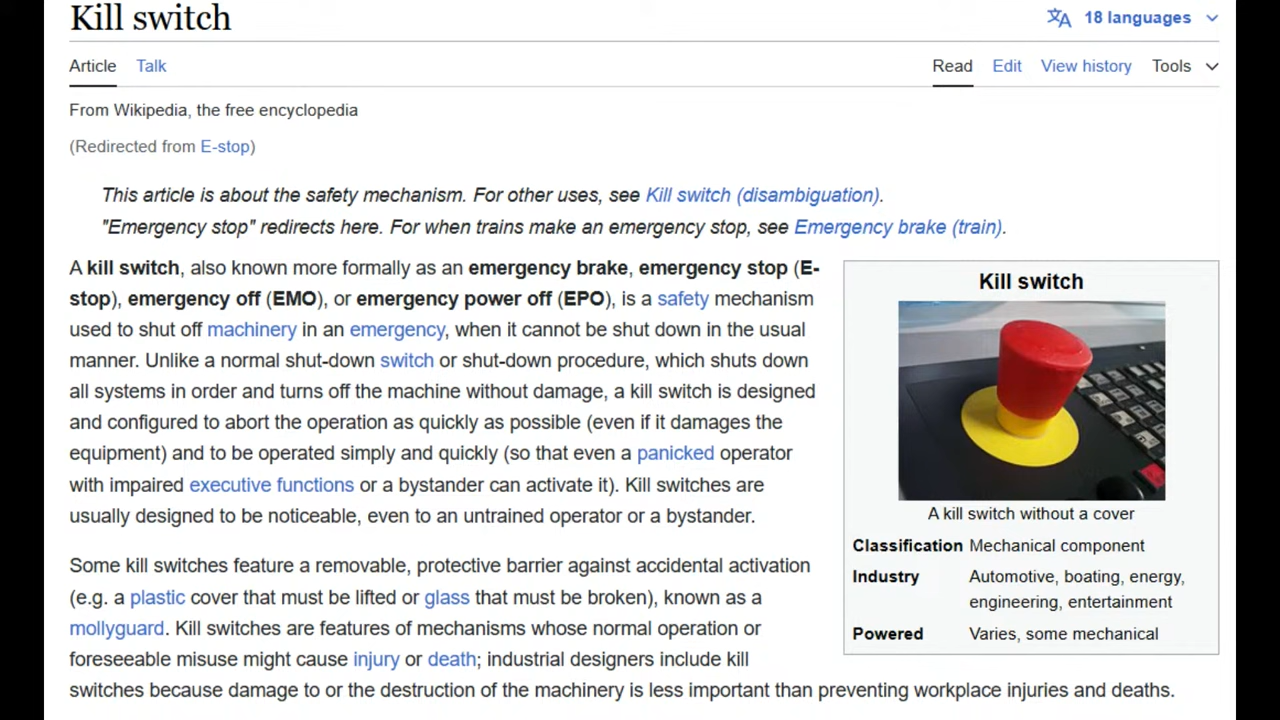 Kill switch
18 languages
Article Talk
Read Edit View history Tools
From Wikipedia, the free encyclopedia
(Redirected from E-stop)
This article is about the safety mechanism. For other uses, see Kill switch (disambiguation).
"Emergency stop" redirects here. For when trains make an emergency stop, see Emergency brake (train).
A kill switch, also known more formally as an emergency brake, emergency stop (E-
stop), emergency off (EMO), or emergency power off (EPO), is a safety mechanism
used to shut off machinery in an emergency, when it cannot be shut down in the usual
manner. Unlike a normal shut-down switch or shut-down procedure, which shuts down
all systems in order and turns off the machine without damage, a kill switch is designed
and configured to abort the operation as quickly as possible (even if it damages the
equipment) and to be operated simply and quickly (so that even a panicked operator
with impaired executive functions or a bystander can activate it). Kill switches are
usually designed to be noticeable, even to an untrained operator or a bystander.
Some kill switches feature a removable, protective barrier against accidental activation
(e.g. a plastic cover that must be lifted or glass that must be broken), known as a
mollyguard. Kill switches are features of mechanisms whose normal operation or
foreseeable misuse might cause injury or death; industrial designers include kill
switches because damage to or the destruction of the machinery is less important than preventing workplace injuries and deaths.
Kill switch
A kill switch without a cover
Classification Mechanical component
Industry Automotive, boating, energy,
engineering, entertainment
Powered Varies, some mechanical